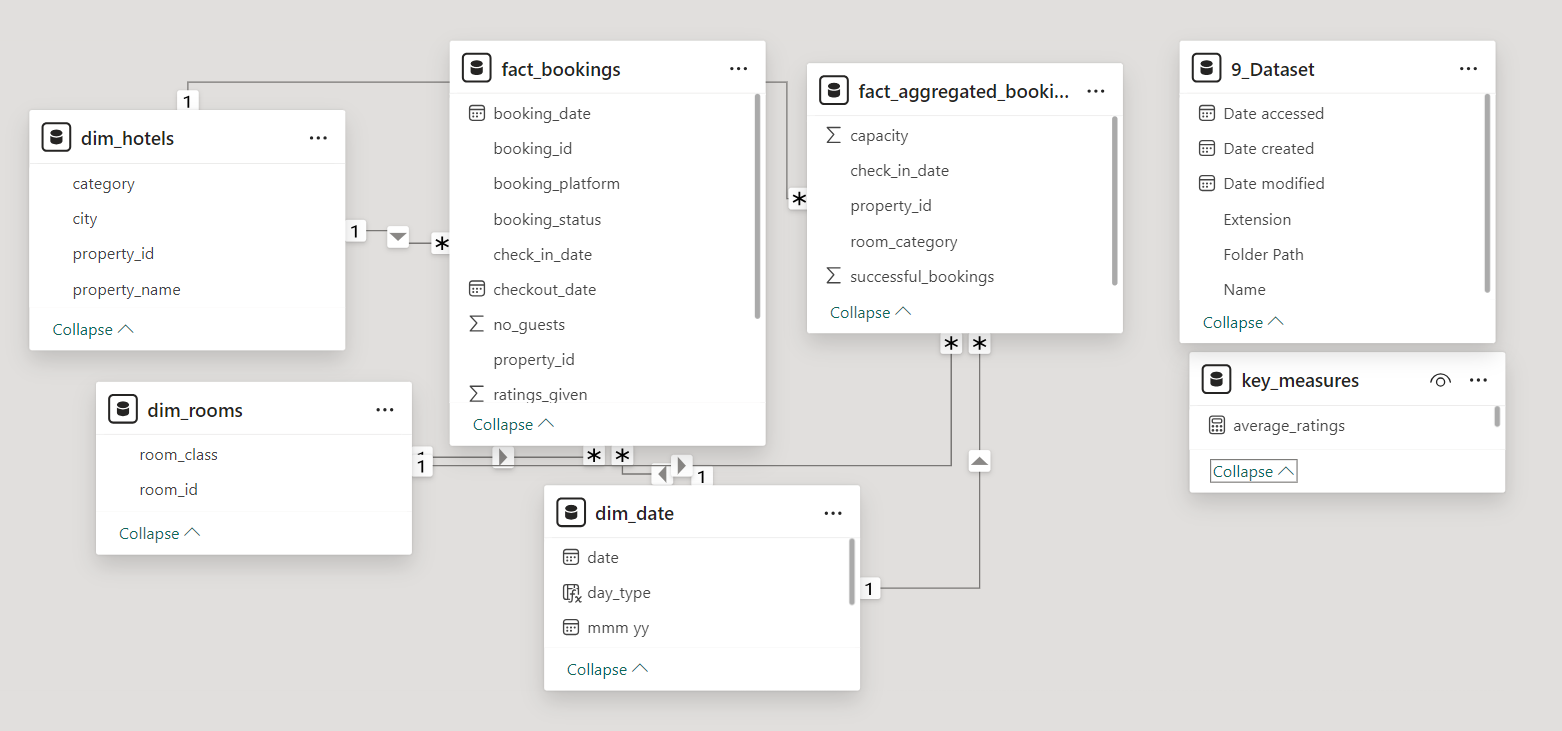 fact_bookings
booking_date
booking_id
booking_platform
booking_status
check_in_date
checkout_date
no_guests
property_id
ratings_given
Collapse
fact_aggregated_booki...
capacity
check_in_date
property_id
room_category
successful_bookings
Collapse
9_Dataset
Date accessed
Date created
Date modified
Extension
Folder Path
Name
Collapse
1
dim_hotels
category
city
property_id
property_name
Collapse
1
*
*
key_measures
average_ratings
Collapse
dim_rooms
room_class
room_id
Collapse
1
1
*
*
1
*
*
dim_date
date
day_type
mmm yy
Collapse
1